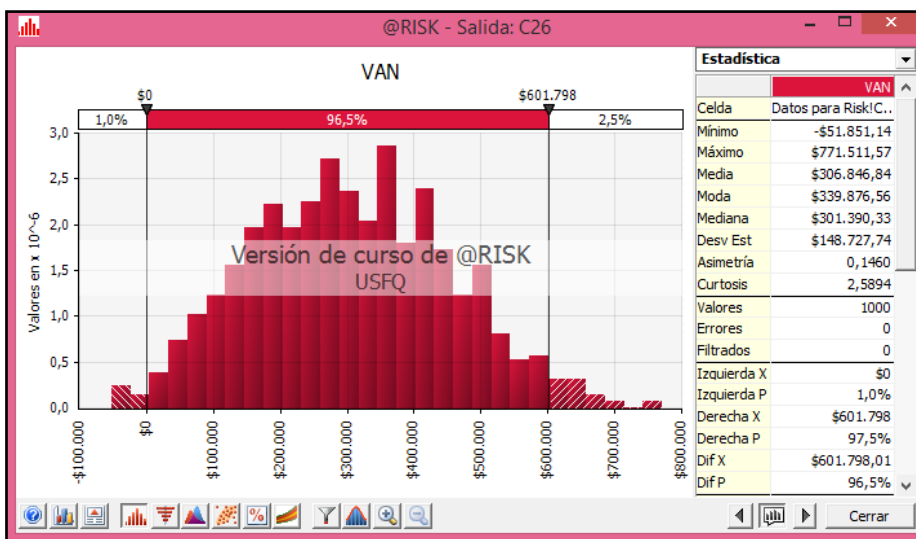 @RISK - Salida: C26
VAN
$0 $601.798
1,0% 96,5% 2,5%
3,0
2,5
2,0
1,5
1,0
0,5
0,0
Valores en x 10^-6
-$100.000
$0
$100.000
$200.000
$300.000
$400.000
$500.000
$600.000
$700.000
$800.000
Versión de curso de @RISK
USFQ
Estadística
VAN
Celda Datos para Risk!C..
Mínimo -$51.851,14
Máximo $771.511,57
Media $306.846,84
Moda $339.876,56
Mediana $301.390,33
Desv Est $148.727,74
Asimetría 0,1460
Curtosis 2,5894
Valores 1000
Errores 0
Filtrados 0
Izquierda X $0
Izquierda P 1,0%
Derecha X $601.798
Derecha P 97,5%
Dif X $601.798,01
Dif P 96,5%
Cerrar